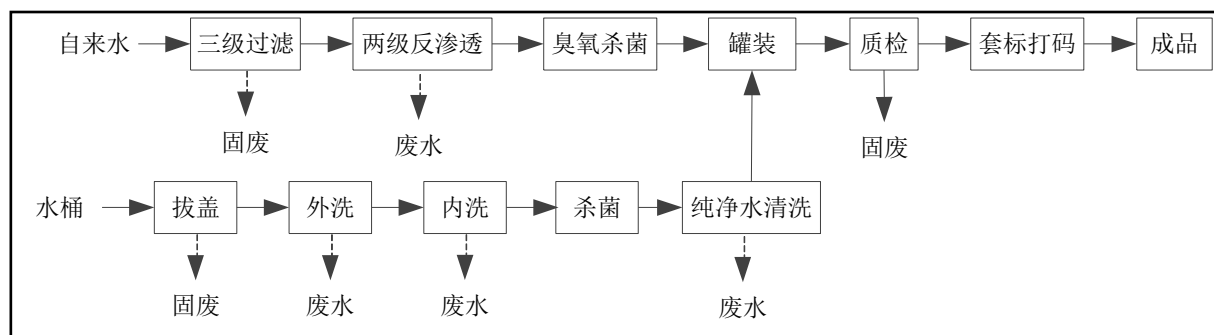 自来水 三级过滤 两级反渗透 臭氧杀菌 罐装 质检 套标打码 成品
固废 废水 固废
水桶 拔盖 外洗 内洗 杀菌 纯净水清洗
固废 废水 废水 废水